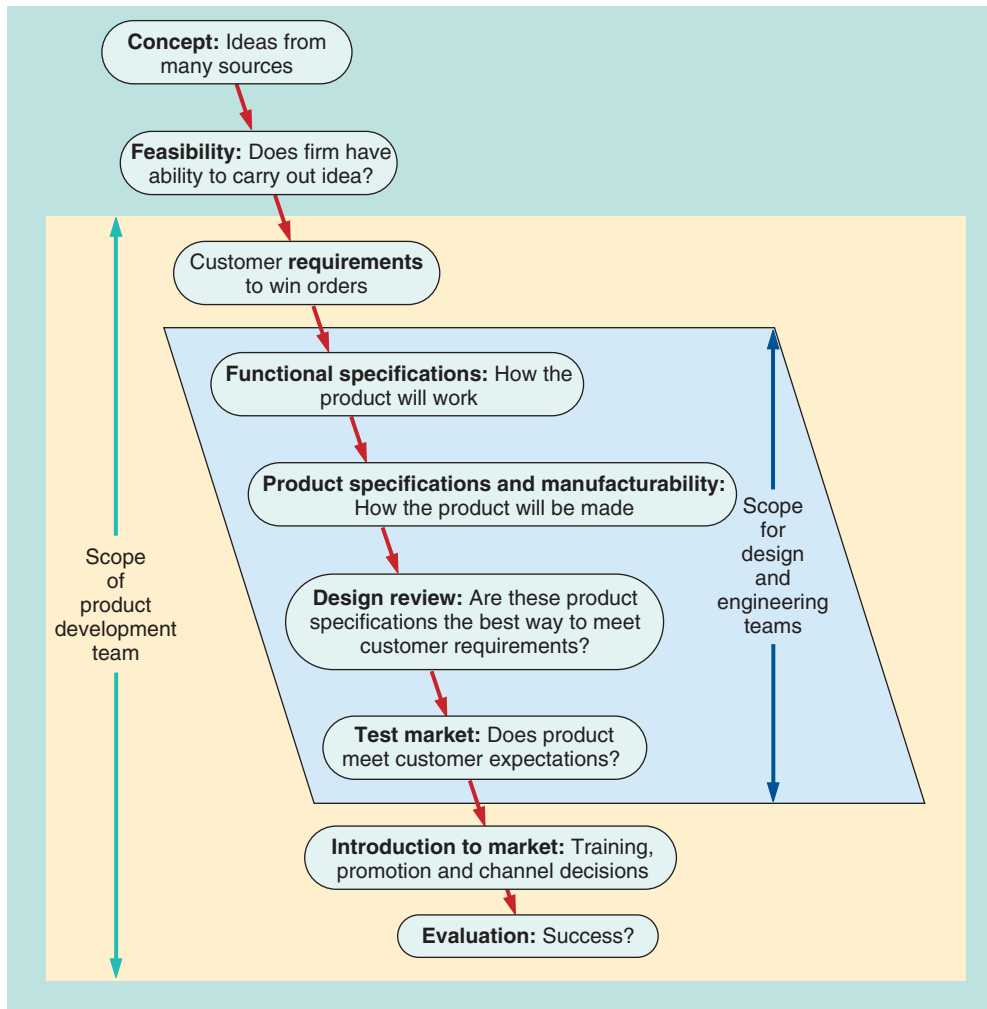 Concept: Ideas from
many sources
Feasibility: Does firm have
ability to carry out idea?
Customer requirements
to win orders
Functional specifications: How the
product will work
Product specifications and manufacturability:
How the product will be made
Scope
for
design
and
engineering
teams
Scope
of
product
development
team
Design review: Are these product
specifications the best way to meet
customer requirements?
Test market: Does product
meet customer expectations?
Introduction to market: Training,
promotion and channel decisions
Evaluation: Success?